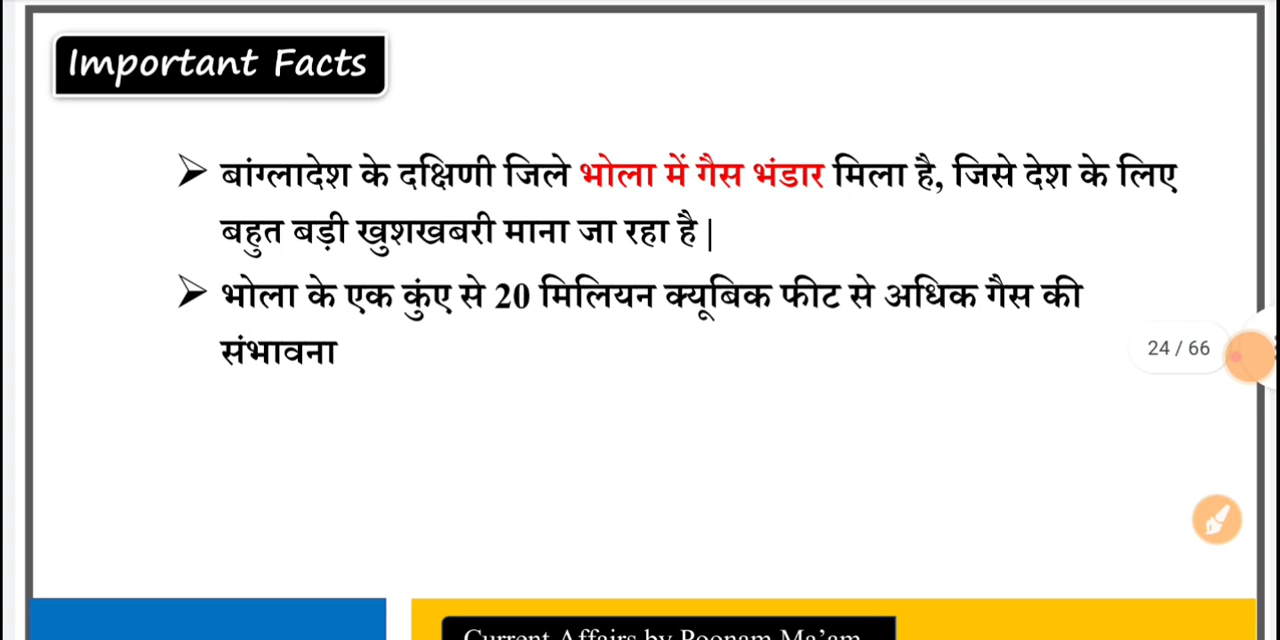 Important Facts
बांग्लादेश के दक्षिणी जिले भोला में गैस भंडार मिला है, जिसे देश के लिए
बहुत बड़ी खुशखबरी माना जा रहा है |
भोला के एक कुंए से 20 मिलियन क्यूबिक फीट से अधिक गैस की
संभावना
24 / 66
Current Affairs by Poonam Ma'am